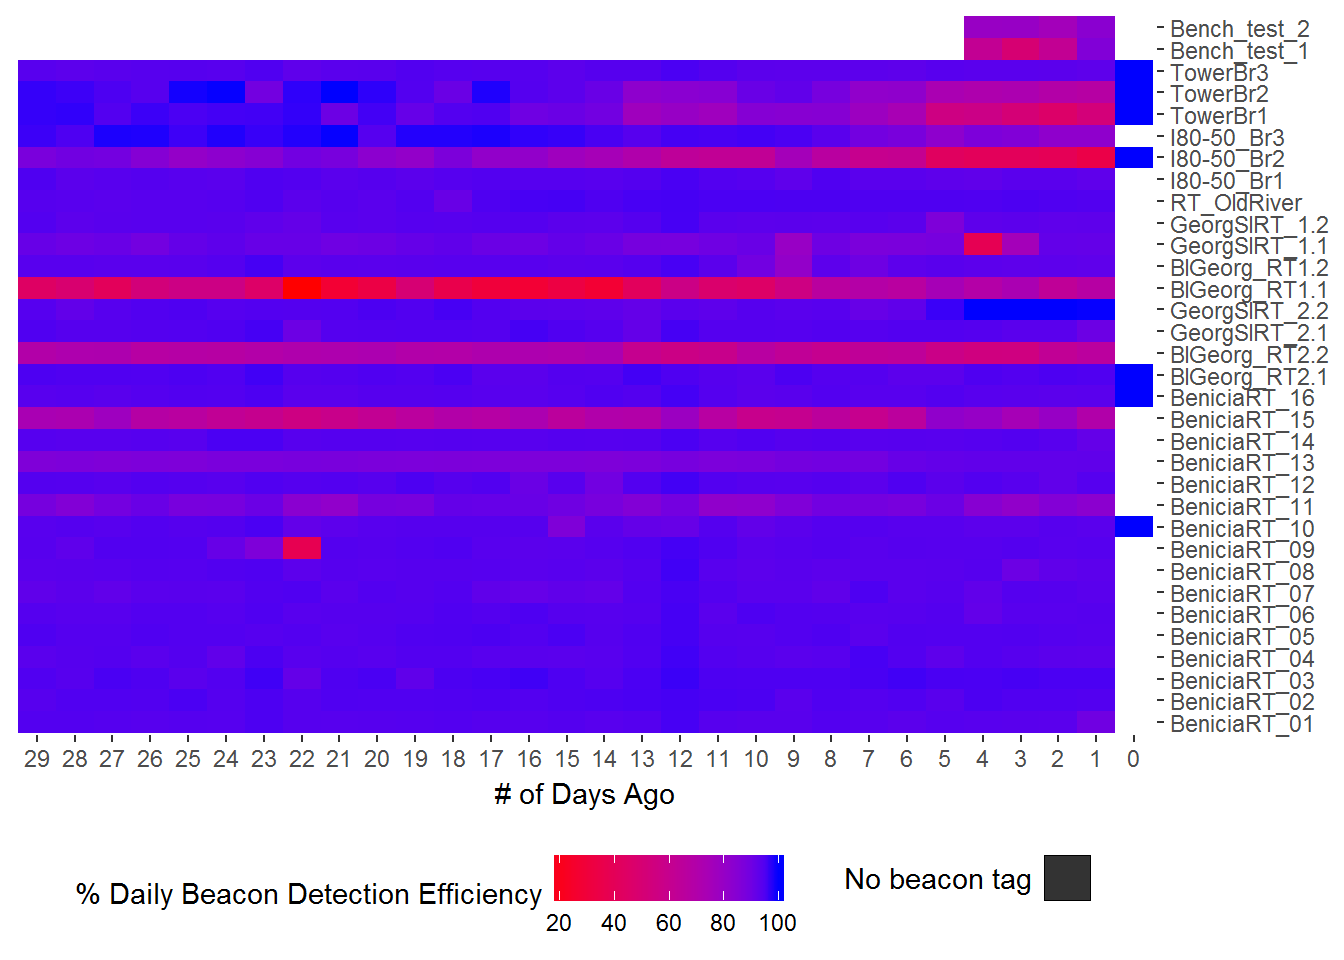 Bench_test_2
Bench_test_1
TowerBr3
TowerBr2
TowerBr1
I80-50_Br3
I80-50_Br2
I80-50_Br1
RT_OldRiver
GeorgSlRT_1.2
GeorgSlRT_1.1
BlGeorg_RT1.2
BlGeorg_RT1.1
GeorgSlRT_2.2
GeorgSlRT_2.1
BlGeorg_RT2.2
BlGeorg_RT2.1
BeniciaRT_16
BeniciaRT_15
BeniciaRT_14
BeniciaRT_13
BeniciaRT_12
BeniciaRT_11
BeniciaRT_10
BeniciaRT_09
BeniciaRT_08
BeniciaRT_07
BeniciaRT_06
BeniciaRT_05
BeniciaRT_04
BeniciaRT_03
BeniciaRT_02
BeniciaRT_01
29 28 27 26 25 24 23 22 21 20 19 18 17 16 15 14 13 12 11 10 9 8 7 6 5 4 3 2 1 0
# of Days Ago
% Daily Beacon Detection Efficiency
20 40 60 80 100
No beacon tag